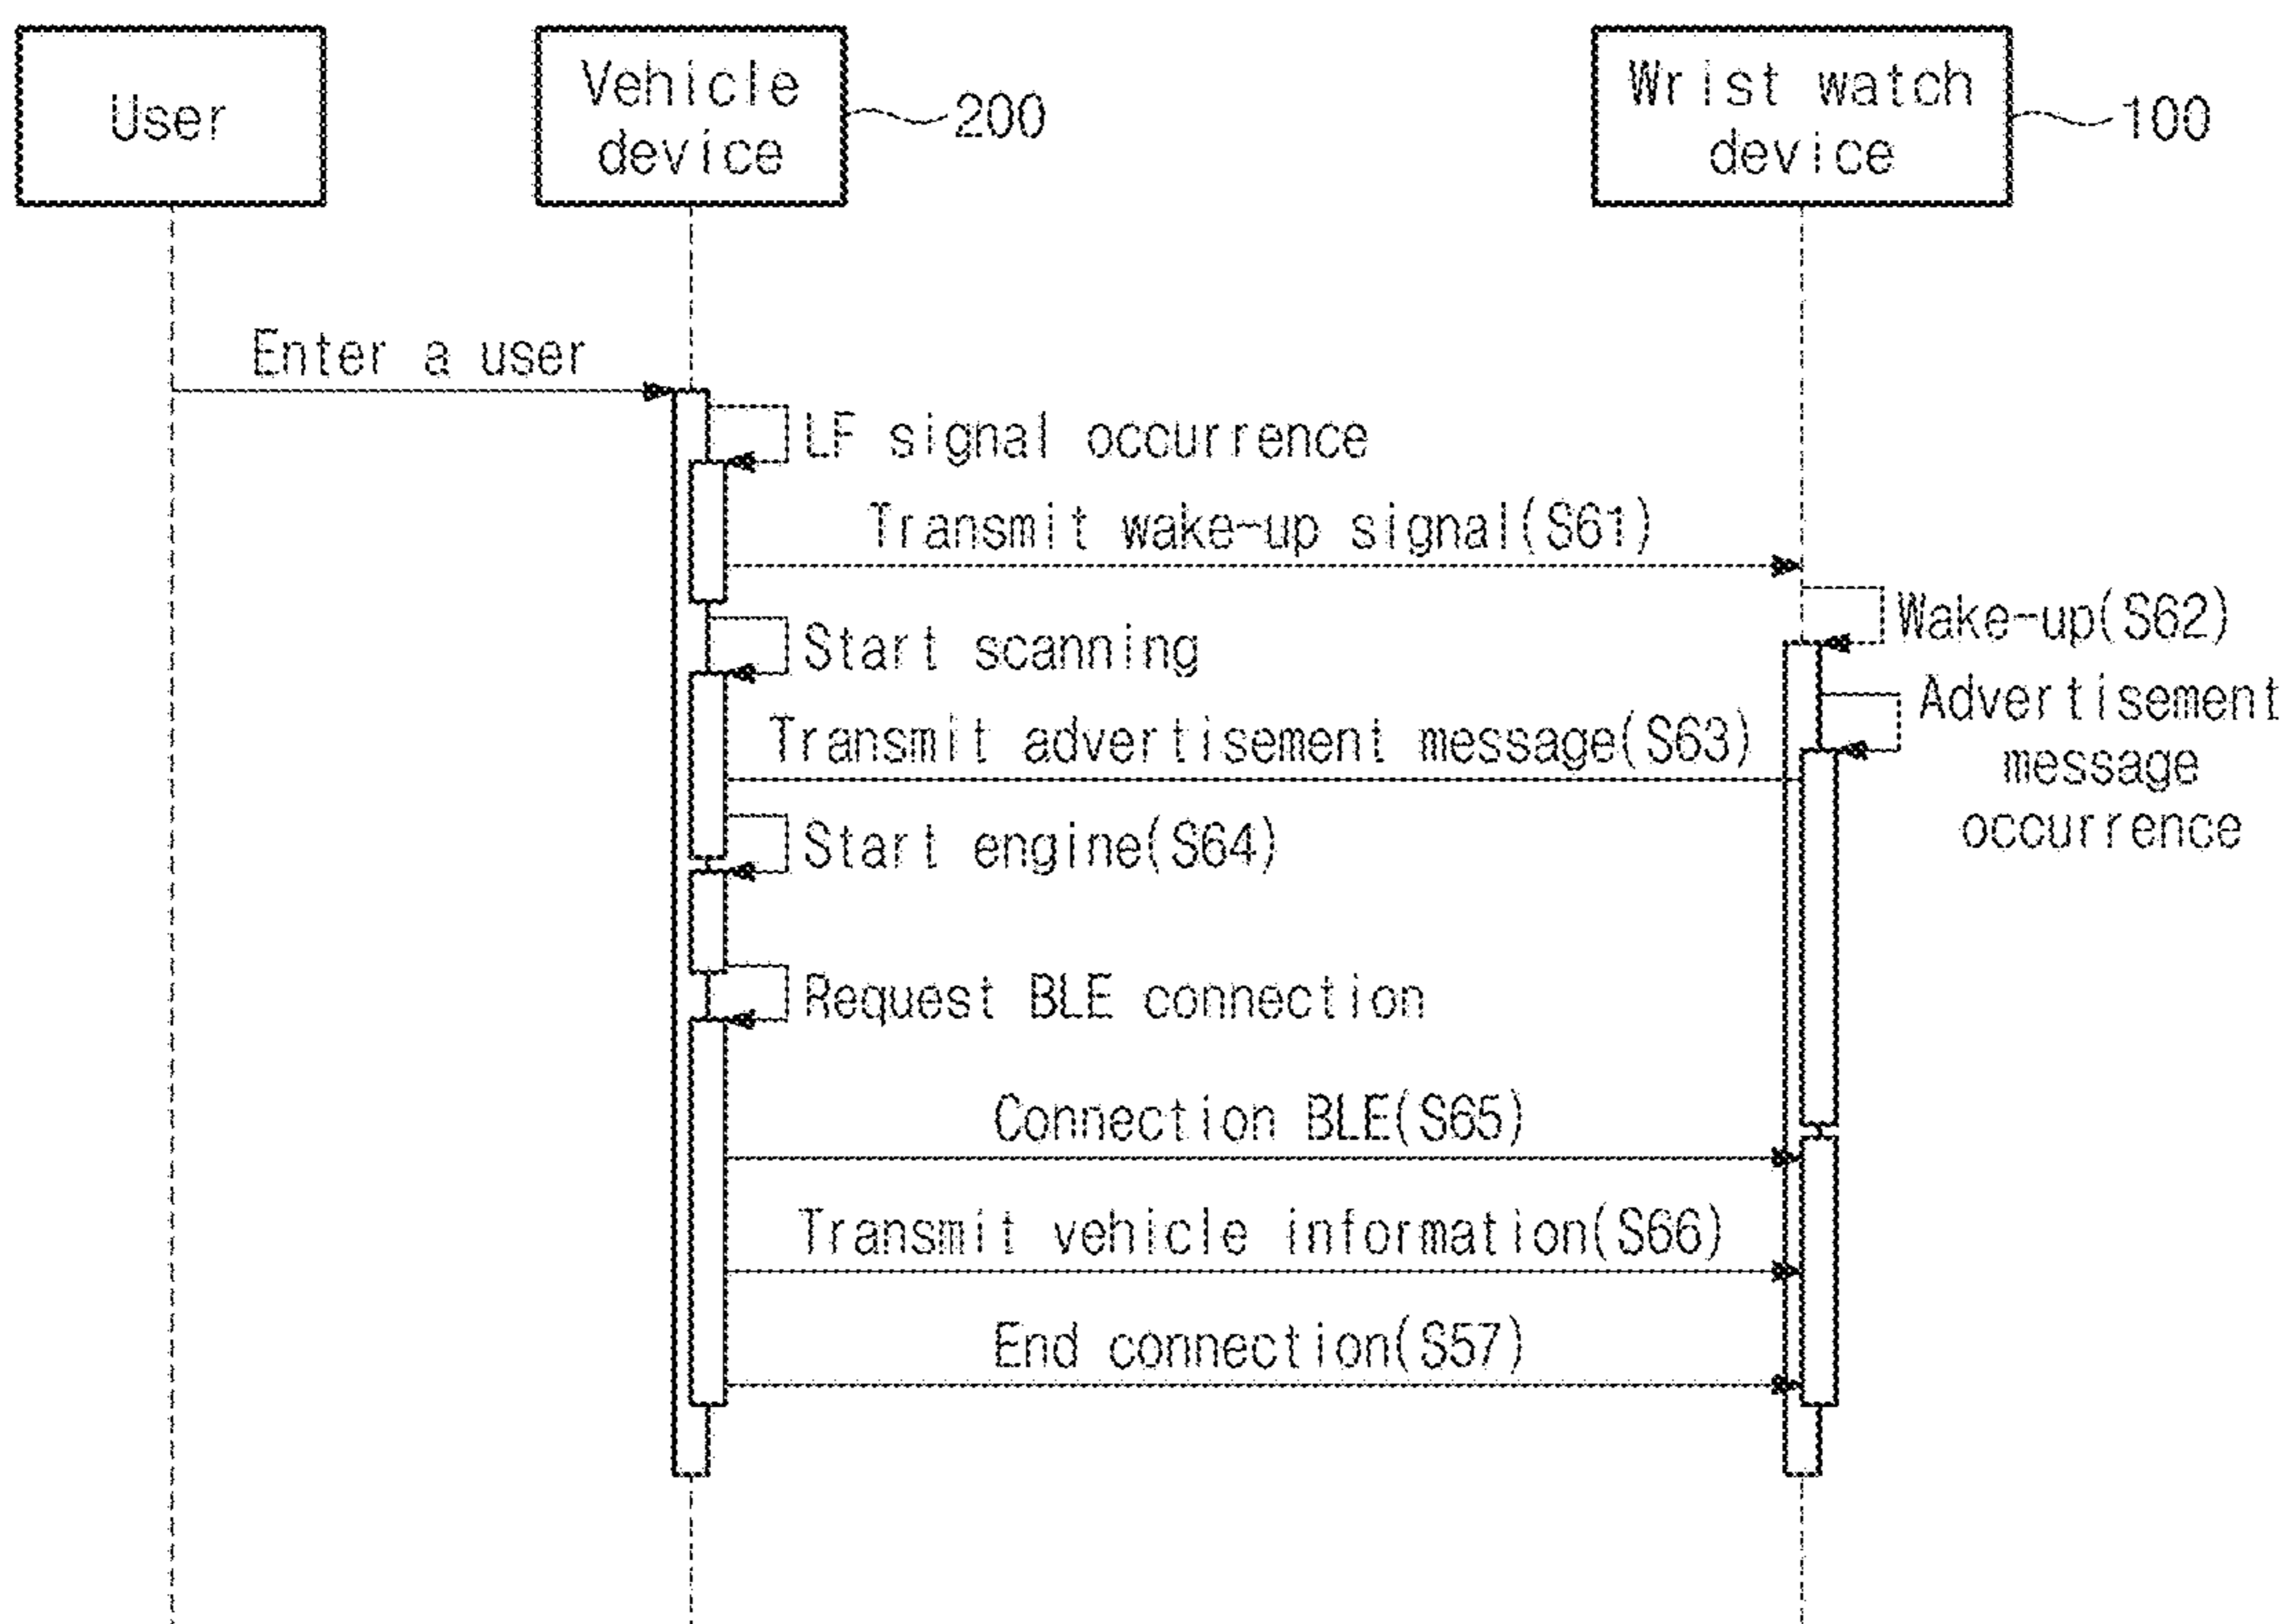 User
Vehicle
device
200
Wrist watch
device
100
Enter a user
LF signal occurrence
Transmit wake-up signal(S61)
Wake-up(S62)
Start scanning
Advertisement
message
occurrence
Transmit advertisement message(S63)
Start engine(S64)
Request BLE connection
Connection BLE(S65)
Transmit vehicle information(S66)
End connection(S57)